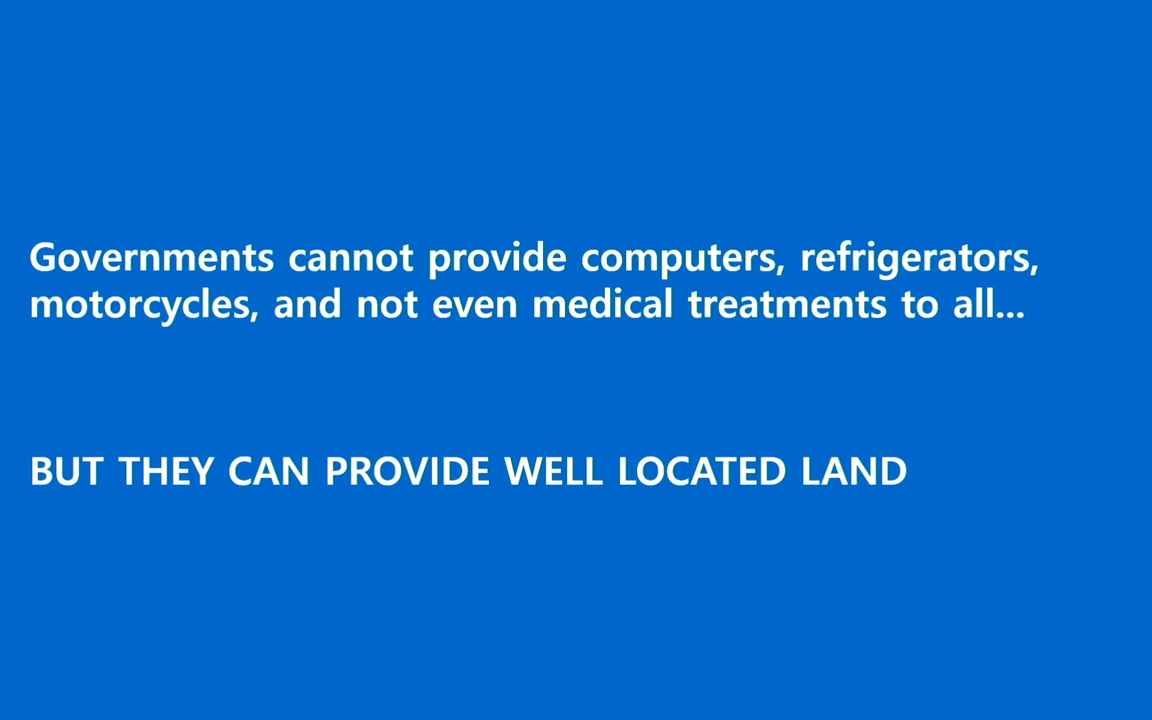 Governments cannot provide computers, refrigerators,
motorcycles, and not even medical treatments to all...
BUT THEY CAN PROVIDE WELL LOCATED LAND